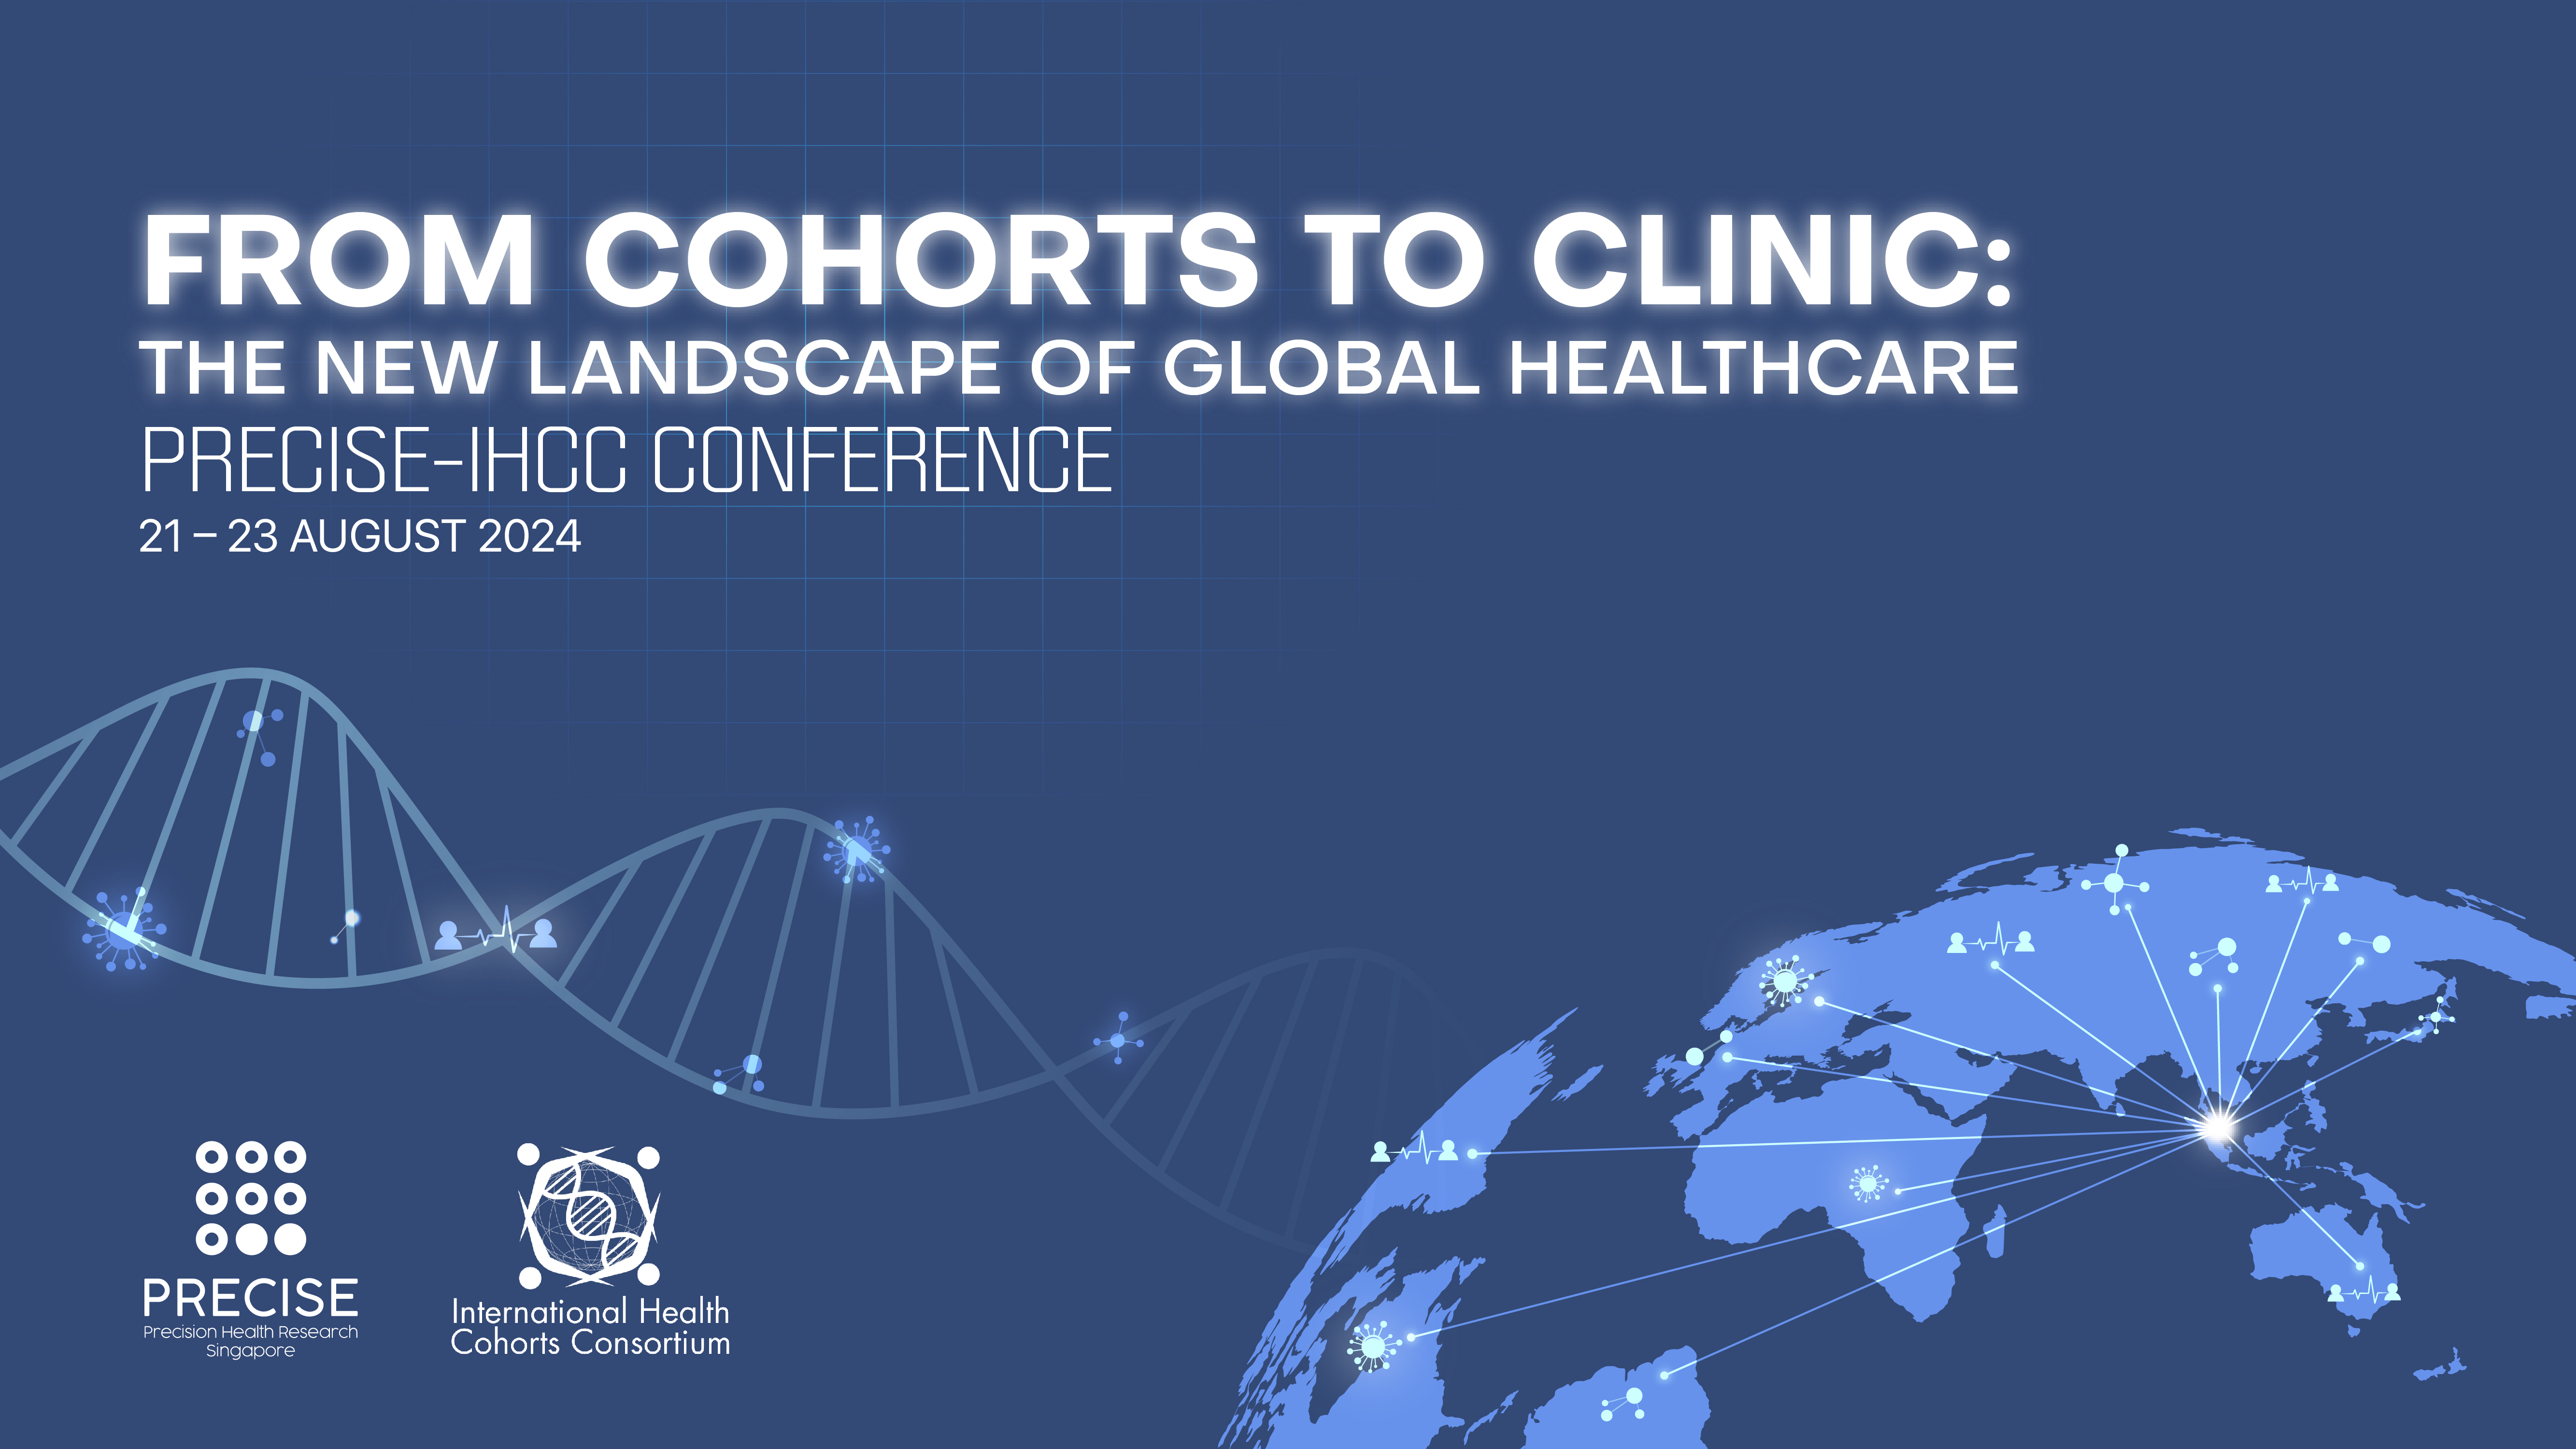 FROM COHORTS TO CLINIC:
THE NEW LANDSCAPE OF GLOBAL HEALTHCARE
PRECISE-IHCC CONFERENCE
21 – 23 AUGUST 2024
PRECISE
Precision Health Research
Singapore
International Health
Cohorts Consortium